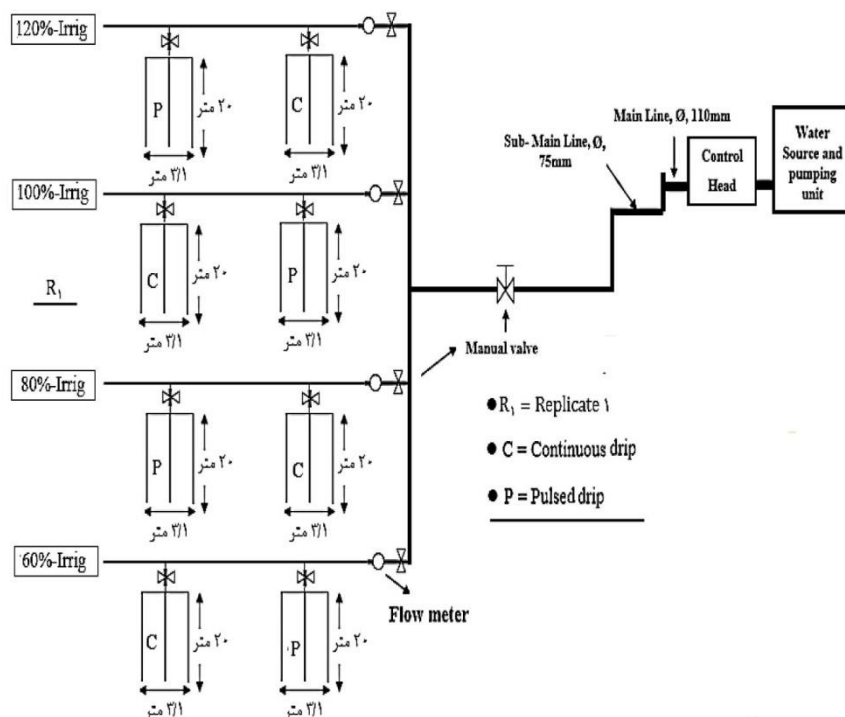 120%-Irrig
P
٢٠ متر
٣/١ متر
C
٢٠ متر
٣/١ متر
100%-Irrig
C
٢٠ متر
٣/١ متر
P
٢٠ متر
٣/١ متر
R١
80%-Irrig
P
٢٠ متر
٣/١ متر
C
٢٠ متر
٣/١ متر
60%-Irrig
C
٢٠ متر
٣/١ متر
P
٢٠ متر
٣/١ متر
Flow meter
Manual valve
Sub- Main Line, Ø,
75mm
Main Line, Ø, 110mm
Control
Head
Water
Source and
pumping
unit
● R١ = Replicate ١
● C = Continuous drip
● P = Pulsed drip